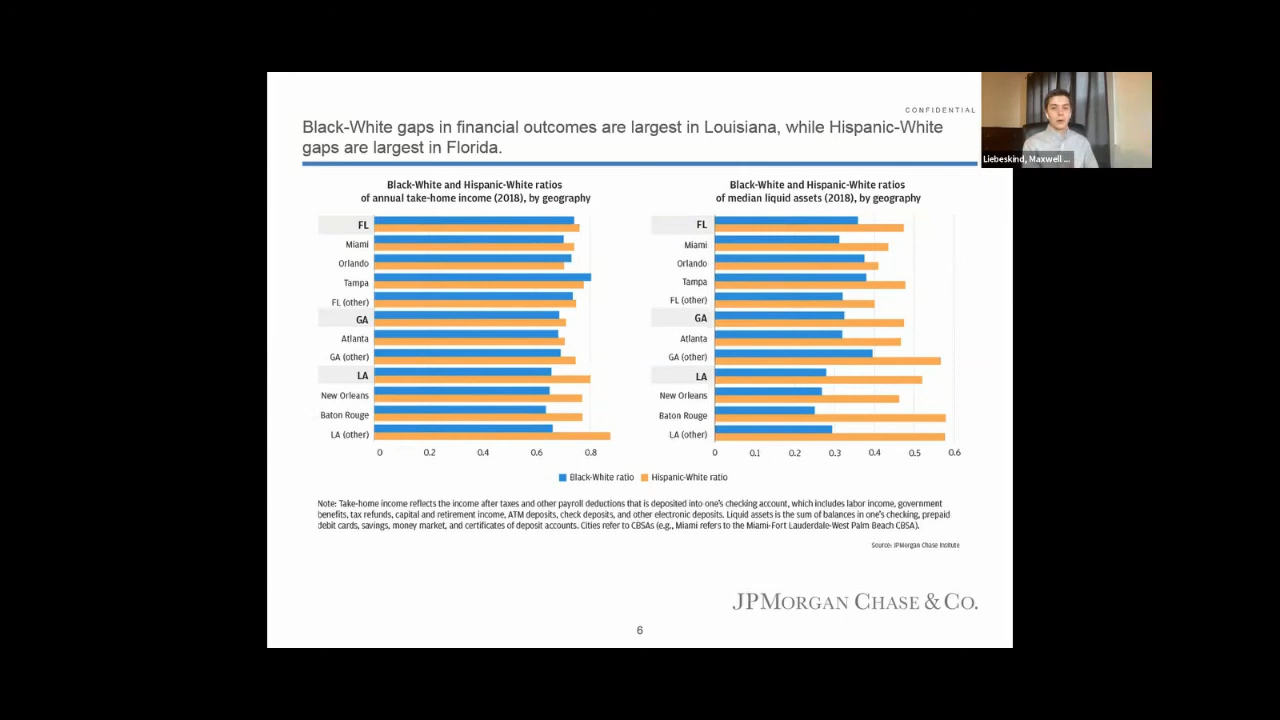 CONFIDENTIAL
Black-White gaps in financial outcomes are largest in Louisiana, while Hispanic-White
gaps are largest in Florida.
Liebeskind, Maxwell ...
Black-White and Hispanic-White ratios
of annual take-home income (2018), by geography
FL
Miami
Orlando
Tampa
FL (other)
GA
Atlanta
GA (other)
LA
New Orleans
Baton Rouge
LA (other)
0 0.2 0.4 0.6 0.8
Black-White and Hispanic-White ratios
of median liquid assets (2018), by geography
FL
Miami
Orlando
Tampa
FL (other)
GA
Atlanta
GA (other)
LA
New Orleans
Baton Rouge
LA (other)
0 0.1 0.2 0.3 0.4 0.5 0.6
Black-White ratio Hispanic-White ratio
Note: Take-home income reflects the income after taxes and other payroll deductions that is deposited into one's checking account, which includes labor income, government
benefits, tax refunds, capital and retirement income, ATM deposits, check deposits, and other electronic deposits. Liquid assets is the sum of balances in one's checking, prepaid
debit cards, savings, money market, and certificates of deposit accounts. Cities refer to CBSAs (e.g., Miami refers to the Miami-Fort Lauderdale-West Palm Beach CBSA).
Source: JPMorgan Chase Institute
JPMORGAN CHASE & CO.
6